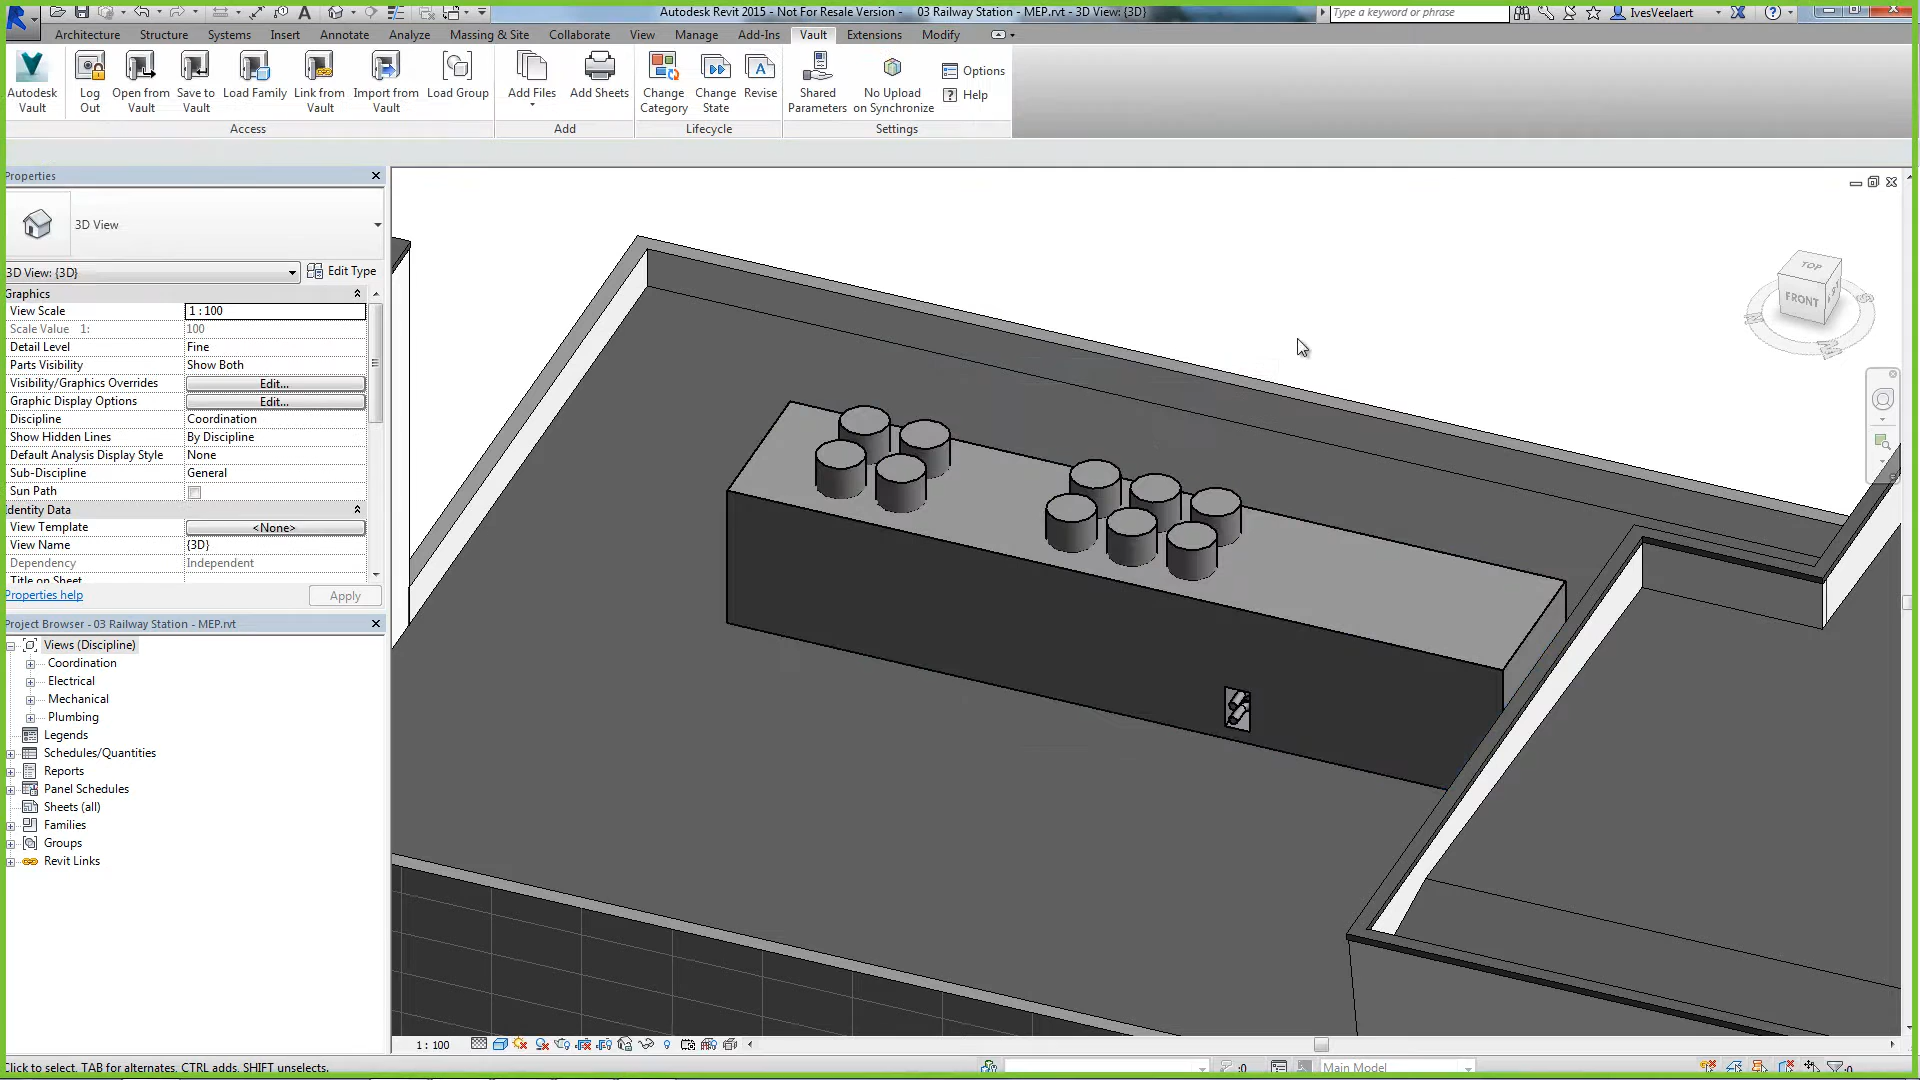 Autodesk Revit 2015 - Not For Resale Version - 03 Railway Station - MEP.rvt - 3D View: {3D}
Type a keyword or phrase
IvesVeelaert
Architecture Structure Systems Insert Annotate Analyze Massing & Site Collaborate View Manage Add-Ins Vault Extensions Modify
Autodesk Vault
Log Out
Open from Vault
Save to Vault
Load Family
Link from Vault
Import from Vault
Load Group
Add Files
Add Sheets
Change Category
Change State
Revise
Shared Parameters
No Upload on Synchronize
Options
Help
Access
Add
Lifecycle
Settings
Properties
3D View
3D View: {3D}
Edit Type
Graphics
View Scale 1 : 100
Scale Value 1: 100
Detail Level Fine
Parts Visibility Show Both
Visibility/Graphics Overrides Edit...
Graphic Display Options Edit...
Discipline Coordination
Show Hidden Lines By Discipline
Default Analysis Display Style None
Sub-Discipline General
Sun Path
Identity Data
View Template <None>
View Name {3D}
Dependency Independent
Title on Sheet
Properties help
Apply
Project Browser - 03 Railway Station - MEP.rvt
Views (Discipline)
Coordination
Electrical
Mechanical
Plumbing
Legends
Schedules/Quantities
Reports
Panel Schedules
Sheets (all)
Families
Groups
Revit Links
TOP
FRONT
1 : 100
Click to select, TAB for alternates, CTRL adds, SHIFT unselects.
:0
Main Model
:0